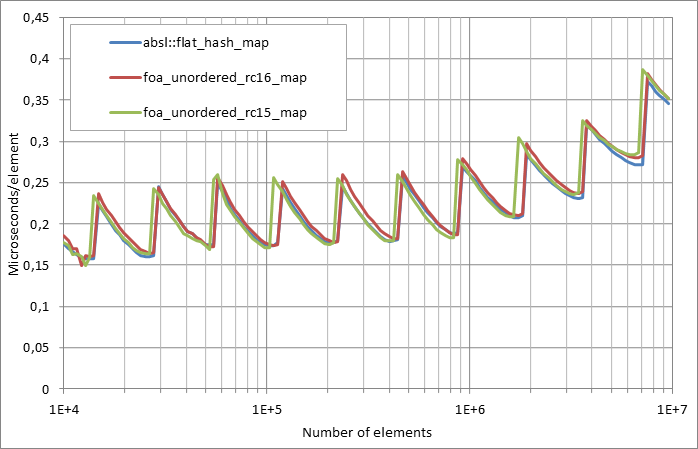 0,45
0,4
0,35
0,3
0,25
0,2
0,15
0,1
0,05
0
Microseconds/element
absl::flat_hash_map
foa_unordered_rc16_map
foa_unordered_rc15_map
1E+4 1E+5 1E+6 1E+7
Number of elements